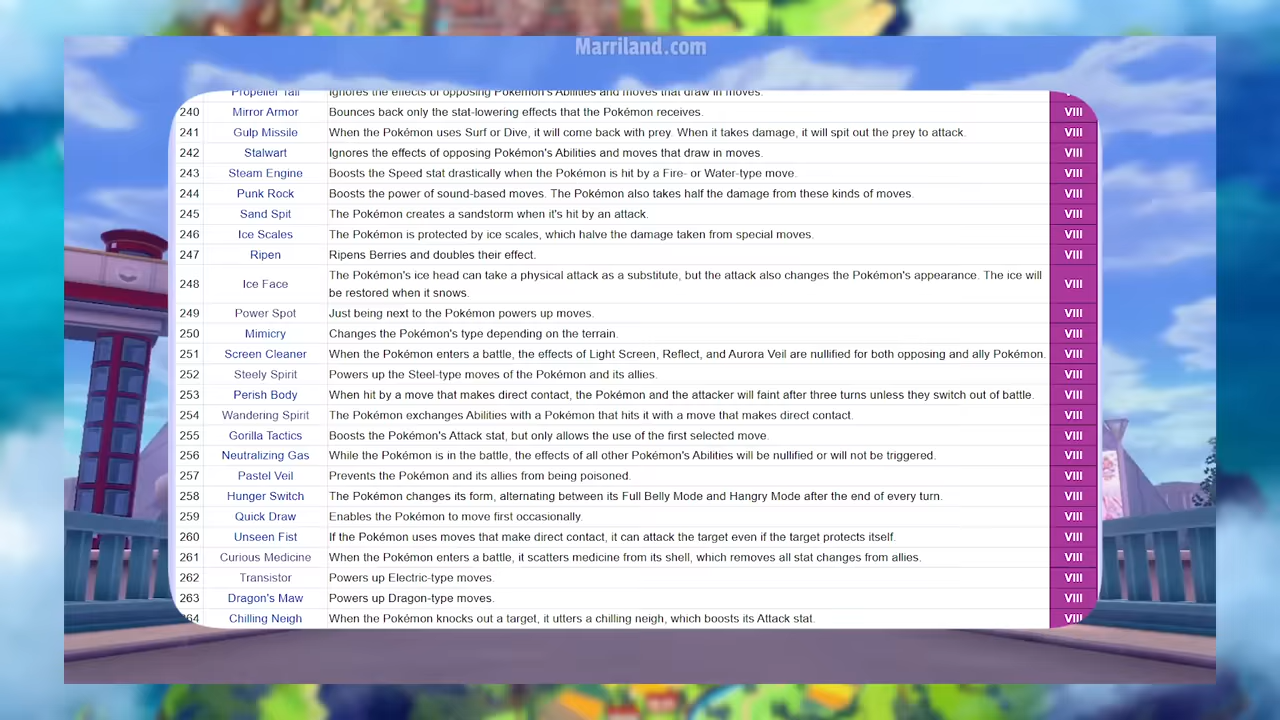 Marriland.com
Propeller Tail Ignores the effects of opposing Pokémon's Abilities and moves that draw in moves.
240 Mirror Armor Bounces back only the stat-lowering effects that the Pokémon receives. VIII
241 Gulp Missile When the Pokémon uses Surf or Dive, it will come back with prey. When it takes damage, it will spit out the prey to attack. VIII
242 Stalwart Ignores the effects of opposing Pokémon's Abilities and moves that draw in moves. VIII
243 Steam Engine Boosts the Speed stat drastically when the Pokémon is hit by a Fire- or Water-type move. VIII
244 Punk Rock Boosts the power of sound-based moves. The Pokémon also takes half the damage from these kinds of moves. VIII
245 Sand Spit The Pokémon creates a sandstorm when it's hit by an attack. VIII
246 Ice Scales The Pokémon is protected by ice scales, which halve the damage taken from special moves. VIII
247 Ripen Ripens Berries and doubles their effect. VIII
248 Ice Face The Pokémon's ice head can take a physical attack as a substitute, but the attack also changes the Pokémon's appearance. The ice will
be restored when it snows. VIII
249 Power Spot Just being next to the Pokémon powers up moves. VIII
250 Mimicry Changes the Pokémon's type depending on the terrain. VIII
251 Screen Cleaner When the Pokémon enters a battle, the effects of Light Screen, Reflect, and Aurora Veil are nullified for both opposing and ally Pokémon. VIII
252 Steely Spirit Powers up the Steel-type moves of the Pokémon and its allies. VIII
253 Perish Body When hit by a move that makes direct contact, the Pokémon and the attacker will faint after three turns unless they switch out of battle. VIII
254 Wandering Spirit The Pokémon exchanges Abilities with a Pokémon that hits it with a move that makes direct contact. VIII
255 Gorilla Tactics Boosts the Pokémon's Attack stat, but only allows the use of the first selected move. VIII
256 Neutralizing Gas While the Pokémon is in the battle, the effects of all other Pokémon's Abilities will be nullified or will not be triggered. VIII
257 Pastel Veil Prevents the Pokémon and its allies from being poisoned. VIII
258 Hunger Switch The Pokémon changes its form, alternating between its Full Belly Mode and Hangry Mode after the end of every turn. VIII
259 Quick Draw Enables the Pokémon to move first occasionally. VIII
260 Unseen Fist If the Pokémon uses moves that make direct contact, it can attack the target even if the target protects itself. VIII
261 Curious Medicine When the Pokémon enters a battle, it scatters medicine from its shell, which removes all stat changes from allies. VIII
262 Transistor Powers up Electric-type moves. VIII
263 Dragon's Maw Powers up Dragon-type moves. VIII
264 Chilling Neigh When the Pokémon knocks out a target, it utters a chilling neigh, which boosts its Attack stat. VIII